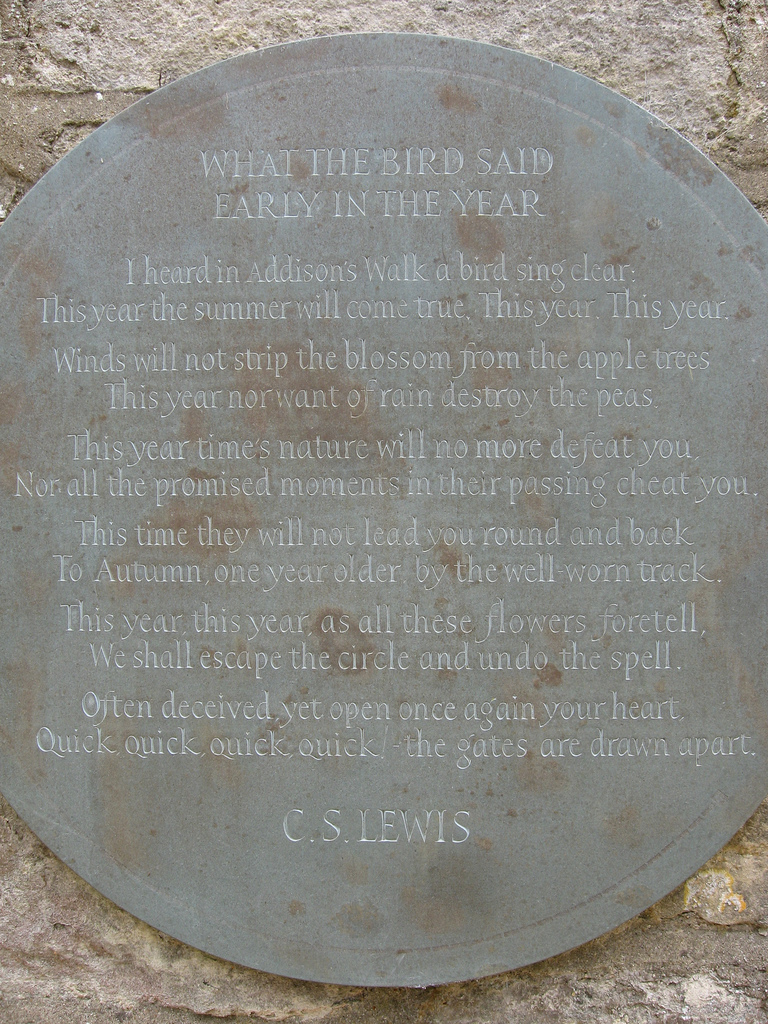 WHAT THE BIRD SAID
EARLY IN THE YEAR
I heard in Addison's Walk a bird sing clear:
This year the summer will come true. This year. This year.
Winds will not strip the blossom from the apple trees
This year nor want of rain destroy the peas.
This year time's nature will no more defeat you,
Nor all the promised moments in their passing cheat you.
This time they will not lead you round and back
To Autumn, one year older, by the well-worn track.
This year, this year, as all these flowers foretell,
We shall escape the circle and undo the spell.
Often deceived, yet open once again your heart,
Quick, quick, quick, quick! - the gates are drawn apart.
C. S. LEWIS